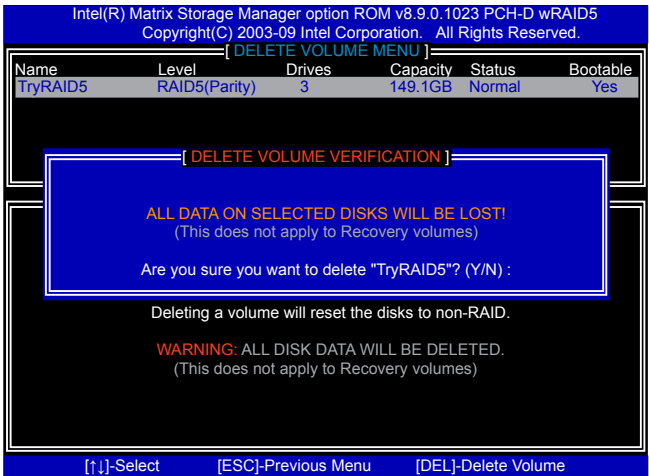 Intel(R) Matrix Storage Manager option ROM v8.9.0.1023 PCH-D wRAID5
Copyright(C) 2003-09 Intel Corporation. All Rights Reserved.
[ DELETE VOLUME MENU ]
Name Level Drives Capacity Status Bootable
TryRAID5 RAID5(Parity) 3 149.1GB Normal Yes
[ DELETE VOLUME VERIFICATION ]
ALL DATA ON SELECTED DISKS WILL BE LOST!
(This does not apply to Recovery volumes)
Are you sure you want to delete "TryRAID5"? (Y/N) :
Deleting a volume will reset the disks to non-RAID.
WARNING: ALL DISK DATA WILL BE DELETED.
(This does not apply to Recovery volumes)
[↑↓]-Select [ESC]-Previous Menu [DEL]-Delete Volume